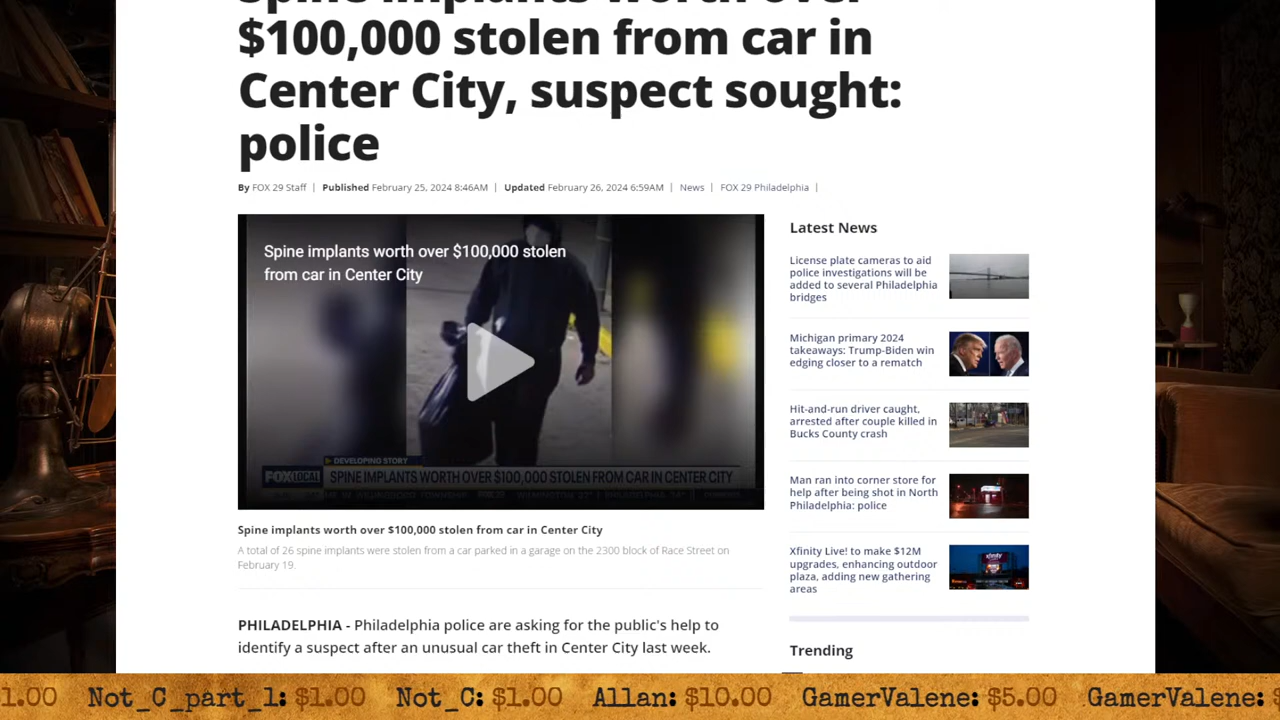 Spine implants worth over
$100,000 stolen from car in
Center City, suspect sought:
police
By FOX 29 Staff | Published February 25, 2024 8:46AM | Updated February 26, 2024 6:59AM | News | FOX 29 Philadelphia |
Spine implants worth over $100,000 stolen
from car in Center City
DEVELOPING STORY
FOX LOCAL SPINE IMPLANTS WORTH OVER $100,000 STOLEN FROM CAR IN CENTER CITY
Spine implants worth over $100,000 stolen from car in Center City
A total of 26 spine implants were stolen from a car parked in a garage on the 2300 block of Race Street on
February 19.
PHILADELPHIA - Philadelphia police are asking for the public's help to
identify a suspect after an unusual car theft in Center City last week.
Latest News
License plate cameras to aid
police investigations will be
added to several Philadelphia
bridges
Michigan primary 2024
takeaways: Trump-Biden win
edging closer to a rematch
Hit-and-run driver caught,
arrested after couple killed in
Bucks County crash
Man ran into corner store for
help after being shot in North
Philadelphia: police
Xfinity Live! to make $12M
upgrades, enhancing outdoor
plaza, adding new gathering
areas
Trending
1.00 Not_C_part_1: $1.00 Not_C: $1.00 Allan: $10.00 GamerValene: $5.00 GamerValene: $